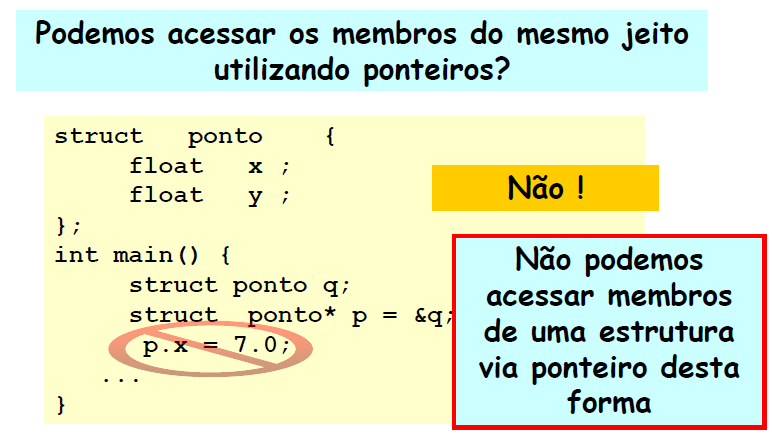 Podemos acessar os membros do mesmo jeito
utilizando ponteiros?
struct ponto {
float x ;
float y ;
};
int main() {
struct ponto q;
struct ponto* p = &q;
p.x = 7.0;
...
}
Não !
Não podemos
acessar membros
de uma estrutura
via ponteiro desta
forma